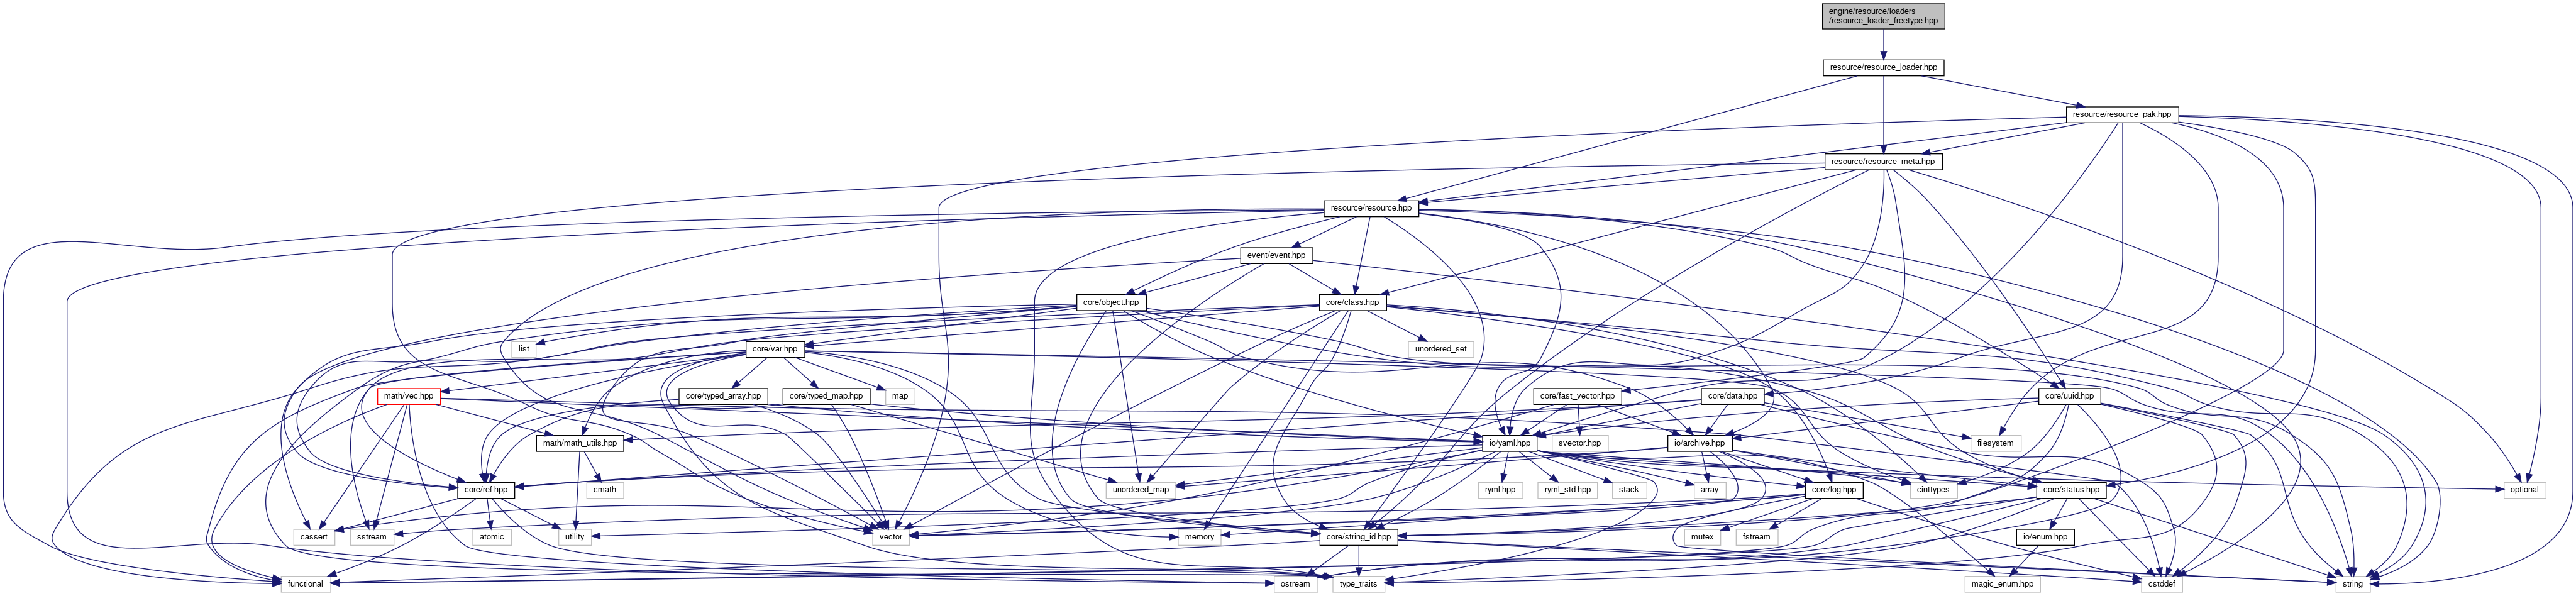 engine/resource/loaders
/resource_loader_freetype.hpp
resource/resource_loader.hpp
resource/resource_pak.hpp
resource/resource_meta.hpp
resource/resource.hpp
event/event.hpp
core/object.hpp
core/class.hpp
list
core/var.hpp
unordered_set
math/vec.hpp
core/typed_array.hpp
core/typed_map.hpp
map
core/fast_vector.hpp
core/data.hpp
core/uuid.hpp
math/math_utils.hpp
io/yaml.hpp
svector.hpp
io/archive.hpp
filesystem
core/ref.hpp
cmath
unordered_map
ryml.hpp
ryml_std.hpp
stack
array
core/log.hpp
cinttypes
core/status.hpp
optional
cassert
sstream
atomic
utility
vector
memory
core/string_id.hpp
mutex
fstream
io/enum.hpp
functional
ostream
type_traits
magic_enum.hpp
cstddef
string